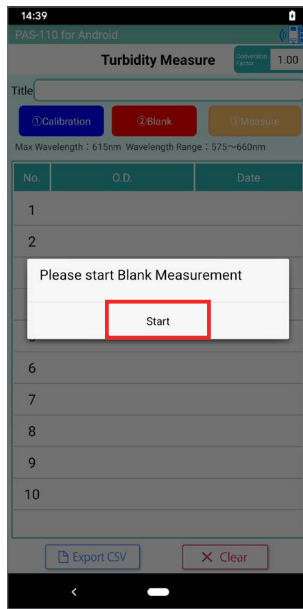 14:39
PAS-110 for Android
Turbidity Measure
Conversion Factor
1.00
Title
①Calibration ②Blank ③Measure
Max Wavelength : 615nm Wavelength Range : 575~660nm
No. O.D. Date
1
2
Please start Blank Measurement
Start
6
7
8
9
10
Export CSV Clear